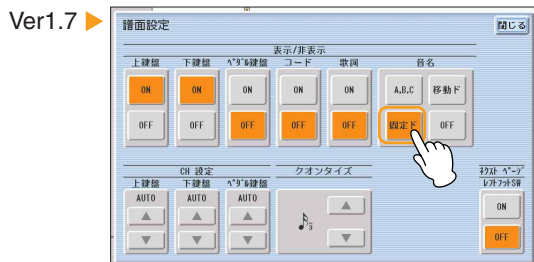 Ver1.7
譜面設定 閉じる
表示/非表示
上鍵盤 下鍵盤 ペダル鍵盤 コード 歌詞 音名
ON ON ON ON ON A.B.C 移動ド
OFF OFF OFF OFF OFF 固定ド OFF
CH 設定 クオンタイズ ネクスト ページ
上鍵盤 下鍵盤 ペダル鍵盤 レフトフットSW
AUTO AUTO AUTO ON
3
OFF